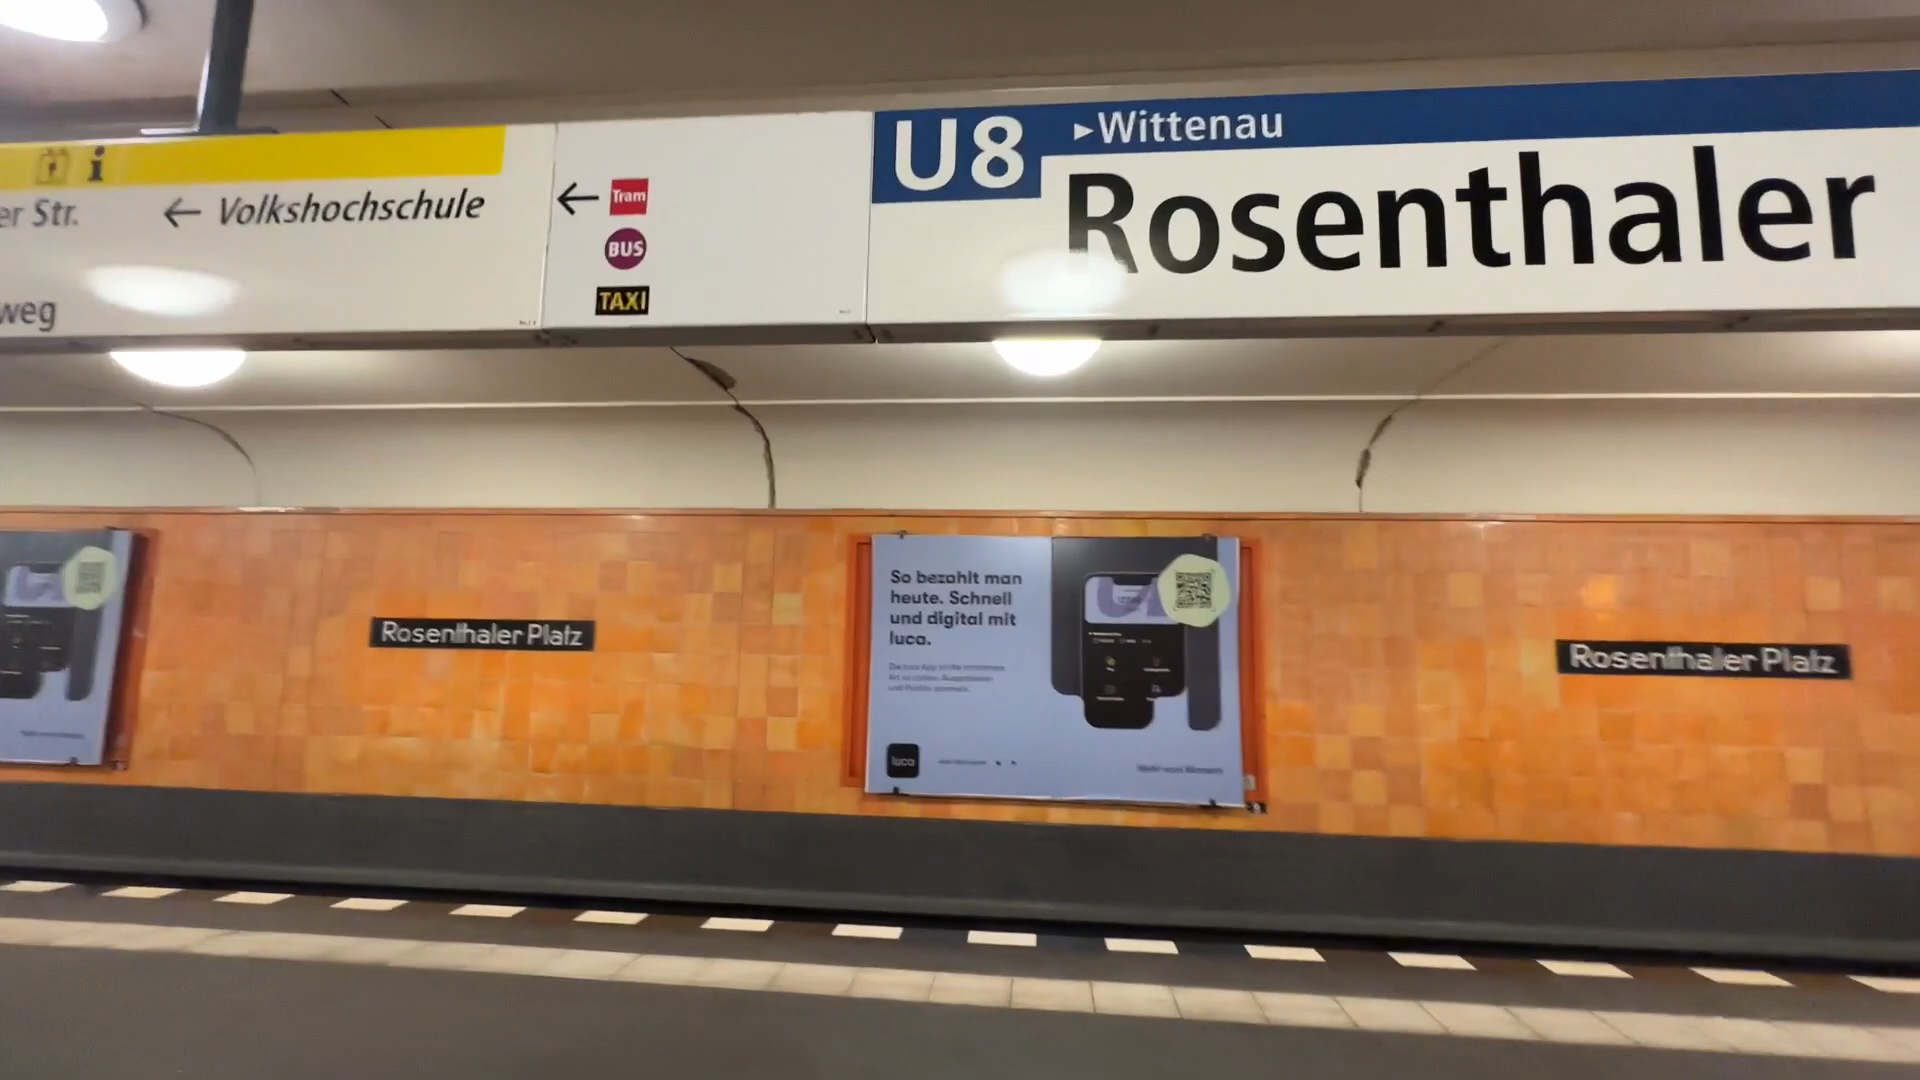 i
er Str.
← Volkshochschule
weg
← Tram
BUS
TAXI
U8 ▸Wittenau
Rosenthaler
Rosenthaler Platz
So bezahlt man
heute. Schnell
und digital mit
luca.
luca
Rosenthaler Platz